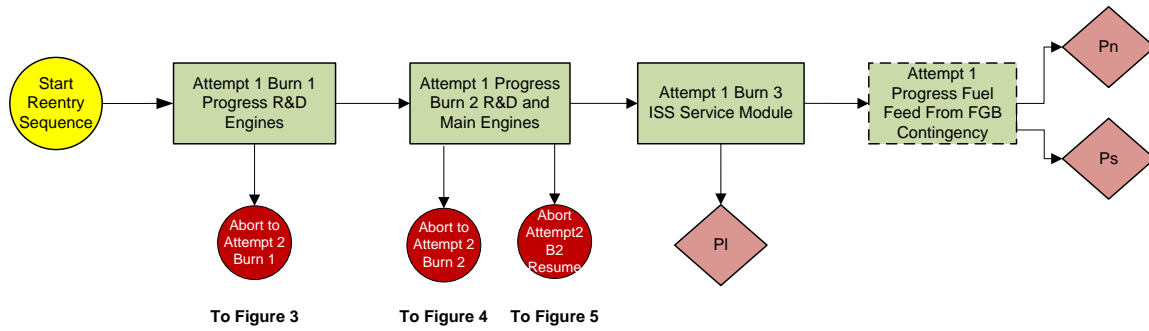 Start
Reentry
Sequence
Attempt 1 Burn 1
Progress R&D
Engines
Attempt 1 Progress
Burn 2 R&D and
Main Engines
Attempt 1 Burn 3
ISS Service Module
Attempt 1
Progress Fuel
Feed From FGB
Contingency
Pn
Ps
Abort to
Attempt 2
Burn 1
Abort to
Attempt 2
Burn 2
Abort
Attempt2
B2
Resume
Pl
To Figure 3
To Figure 4
To Figure 5